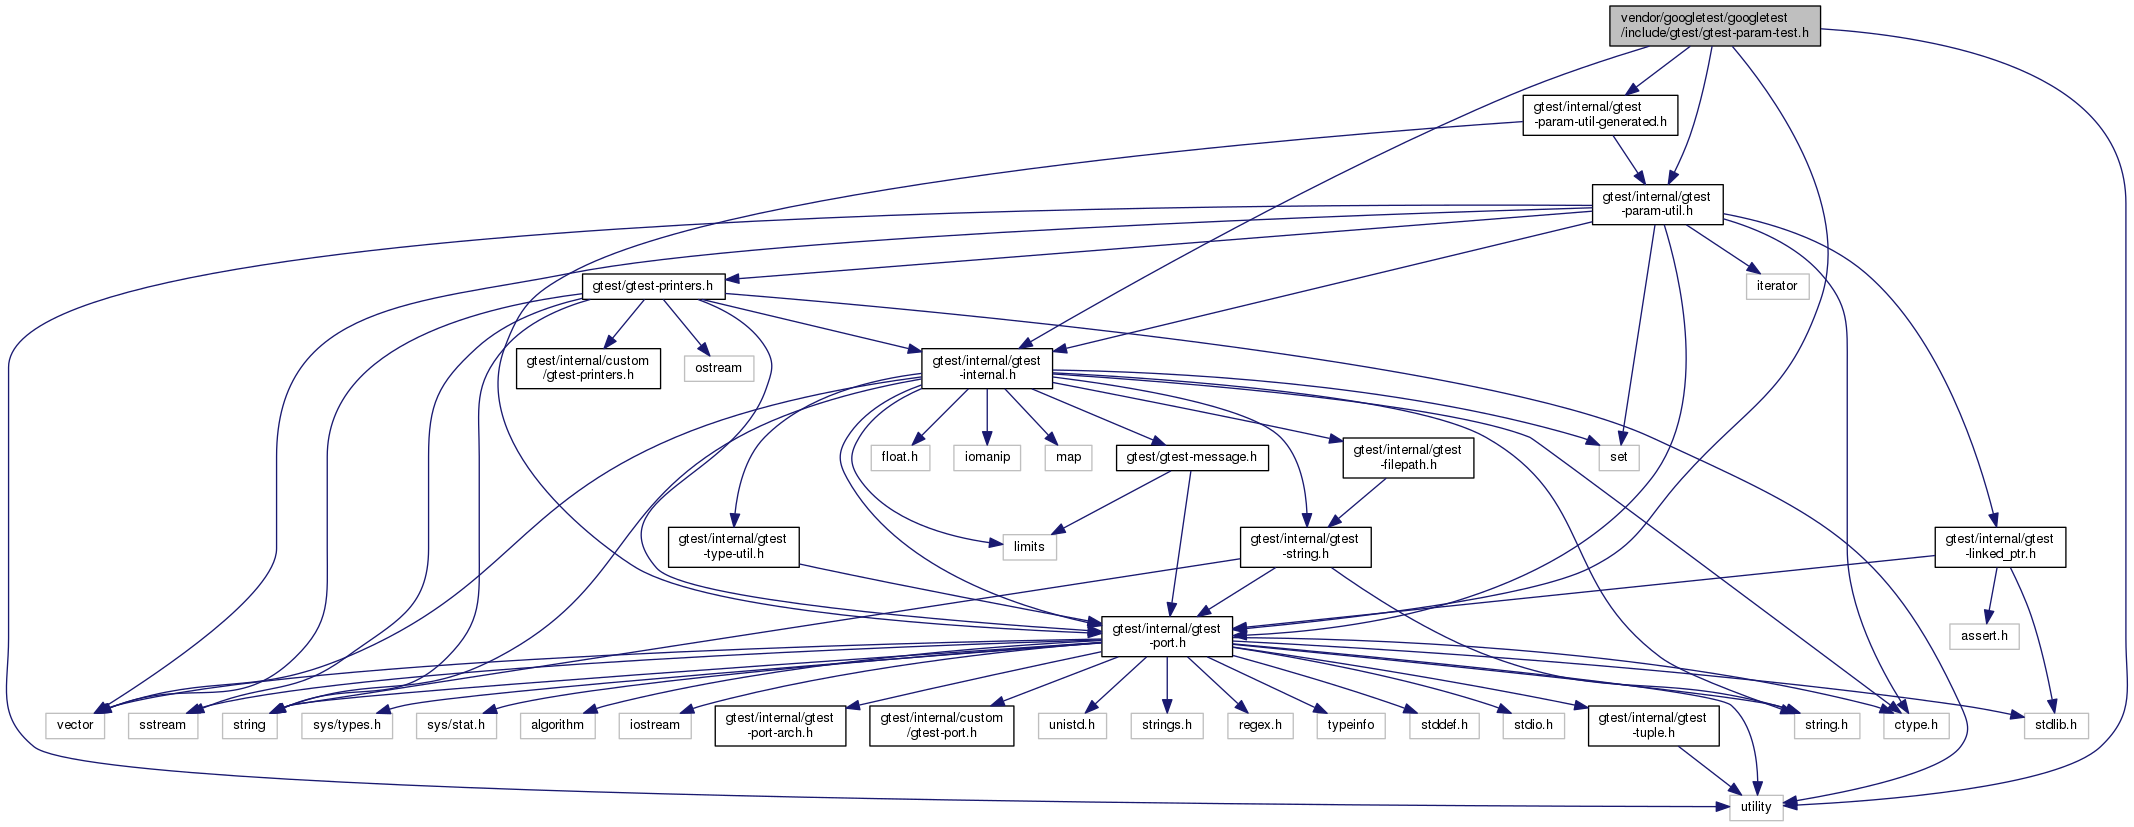 vendor/googletest/googletest
/include/gtest/gtest-param-test.h
gtest/internal/gtest
-param-util-generated.h
gtest/internal/gtest
-param-util.h
gtest/gtest-printers.h
iterator
gtest/internal/custom
/gtest-printers.h
ostream
gtest/internal/gtest
-internal.h
float.h
iomanip
map
gtest/gtest-message.h
gtest/internal/gtest
-filepath.h
set
gtest/internal/gtest
-type-util.h
limits
gtest/internal/gtest
-string.h
gtest/internal/gtest
-linked_ptr.h
gtest/internal/gtest
-port.h
assert.h
vector
sstream
string
sys/types.h
sys/stat.h
algorithm
iostream
gtest/internal/gtest
-port-arch.h
gtest/internal/custom
/gtest-port.h
unistd.h
strings.h
regex.h
typeinfo
stddef.h
stdio.h
gtest/internal/gtest
-tuple.h
string.h
ctype.h
stdlib.h
utility